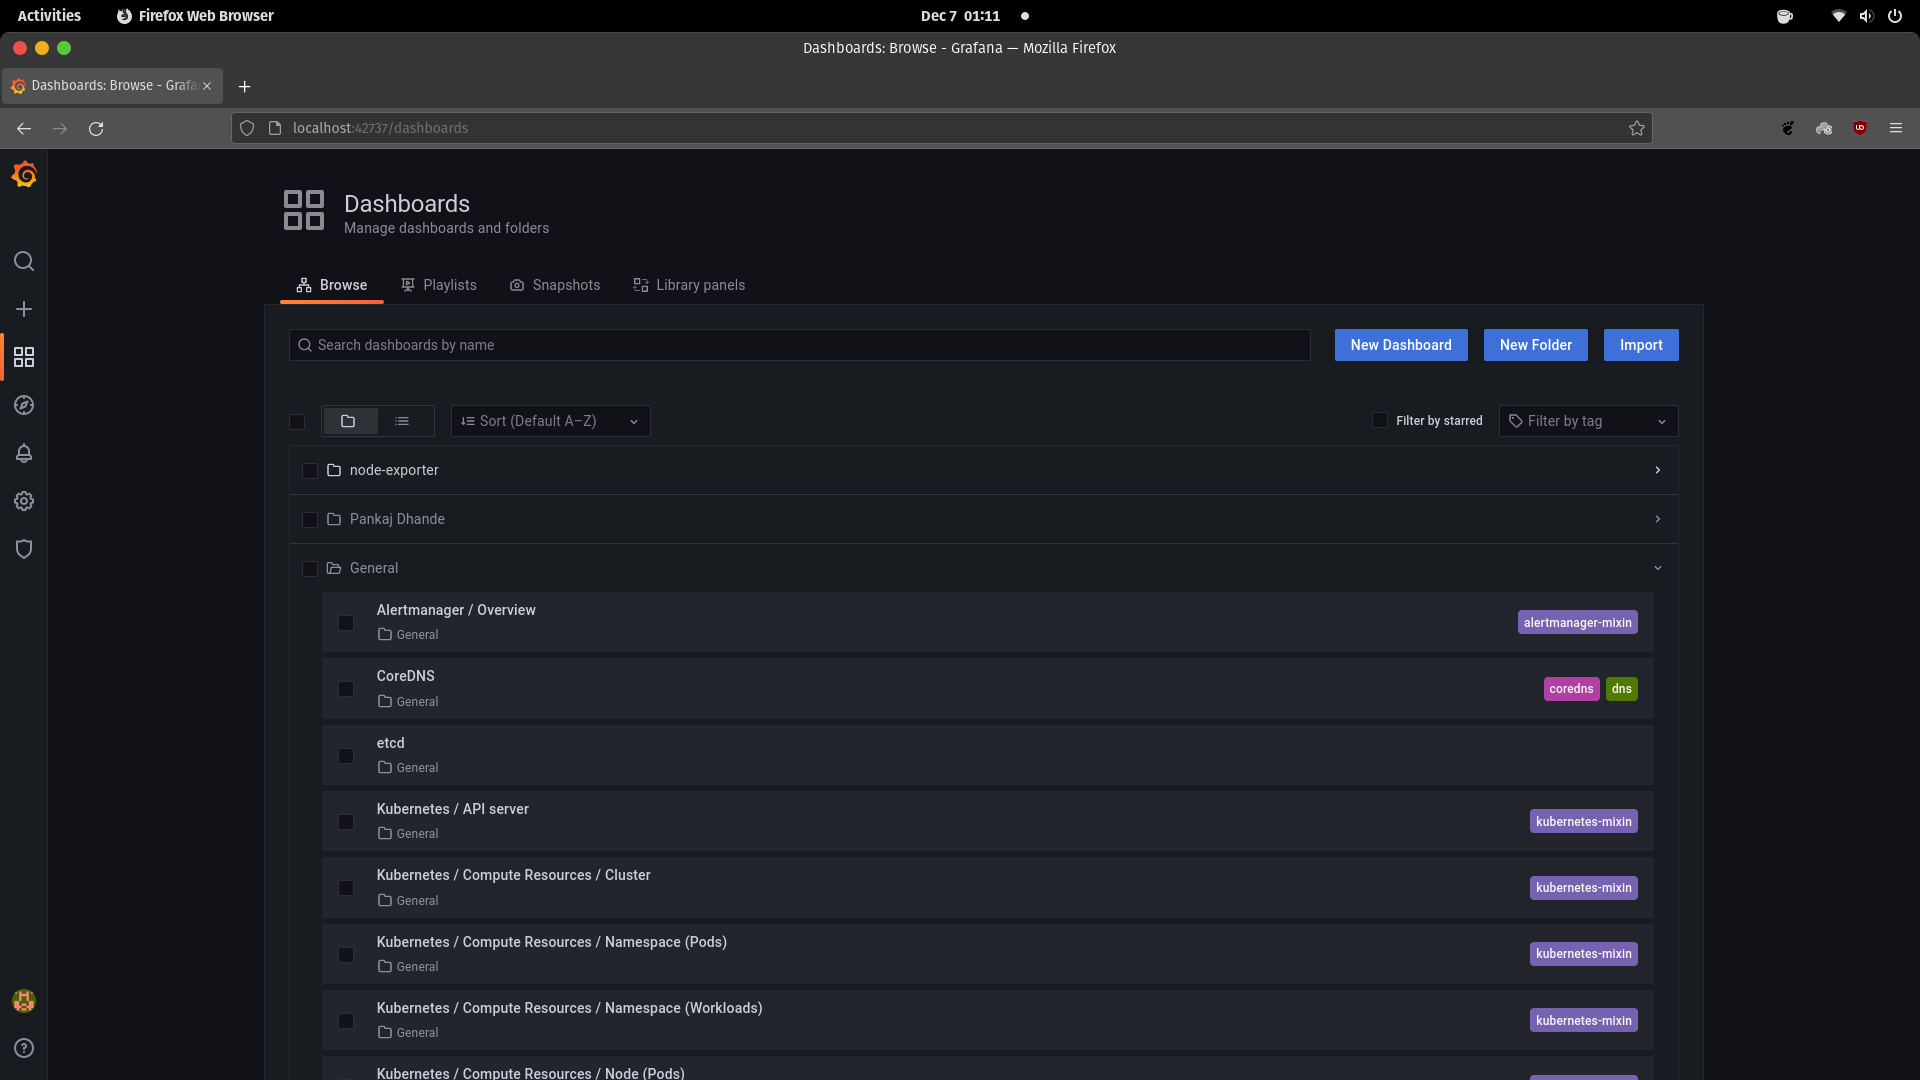 Activities
Firefox Web Browser
Dec 7 01:11
Dashboards: Browse - Grafana — Mozilla Firefox
Dashboards: Browse - Grafa
localhost:42737/dashboards
Dashboards
Manage dashboards and folders
Browse
Playlists
Snapshots
Library panels
Search dashboards by name
New Dashboard
New Folder
Import
Sort (Default A–Z)
Filter by starred
Filter by tag
node-exporter
Pankaj Dhande
General
Alertmanager / Overview
General
alertmanager-mixin
CoreDNS
General
coredns
dns
etcd
General
Kubernetes / API server
General
kubernetes-mixin
Kubernetes / Compute Resources / Cluster
General
kubernetes-mixin
Kubernetes / Compute Resources / Namespace (Pods)
General
kubernetes-mixin
Kubernetes / Compute Resources / Namespace (Workloads)
General
kubernetes-mixin
Kubernetes / Compute Resources / Node (Pods)